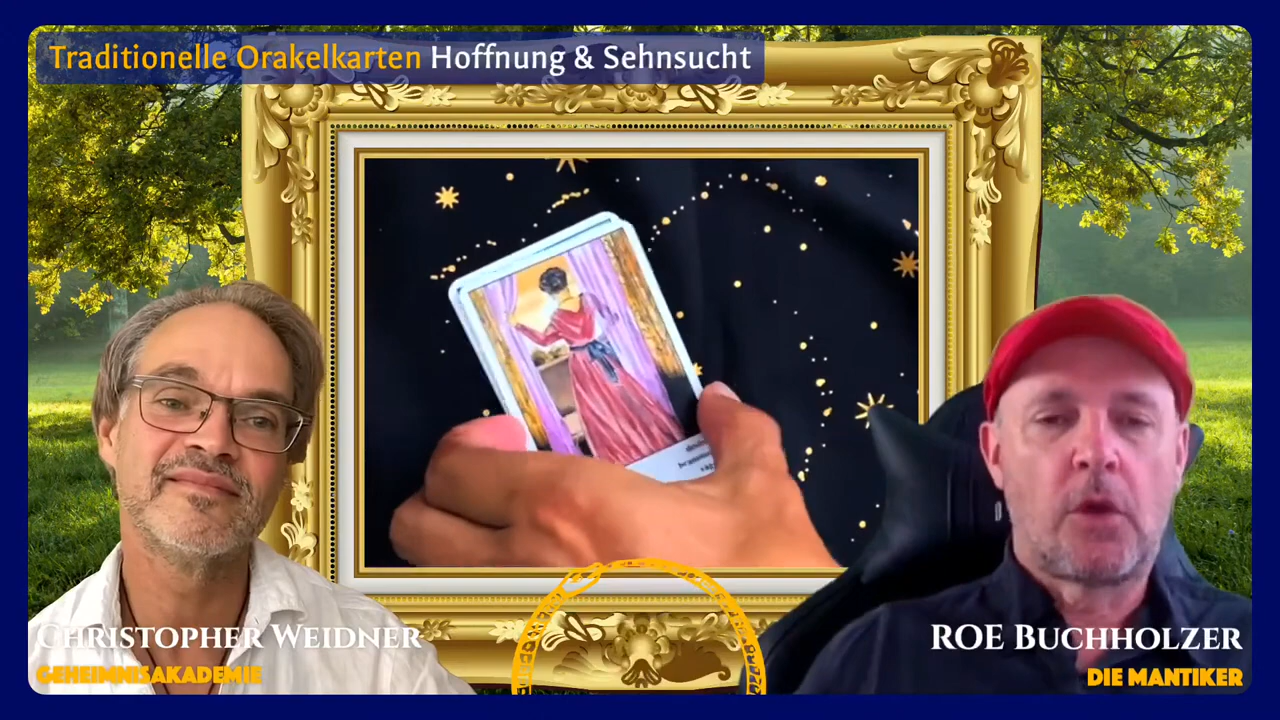 Traditionelle Orakelkarten Hoffnung & Sehnsucht
Christopher Weidner
GEHEIMNISAKADEMIE
ROE Buchholzer
DIE MANTIKER